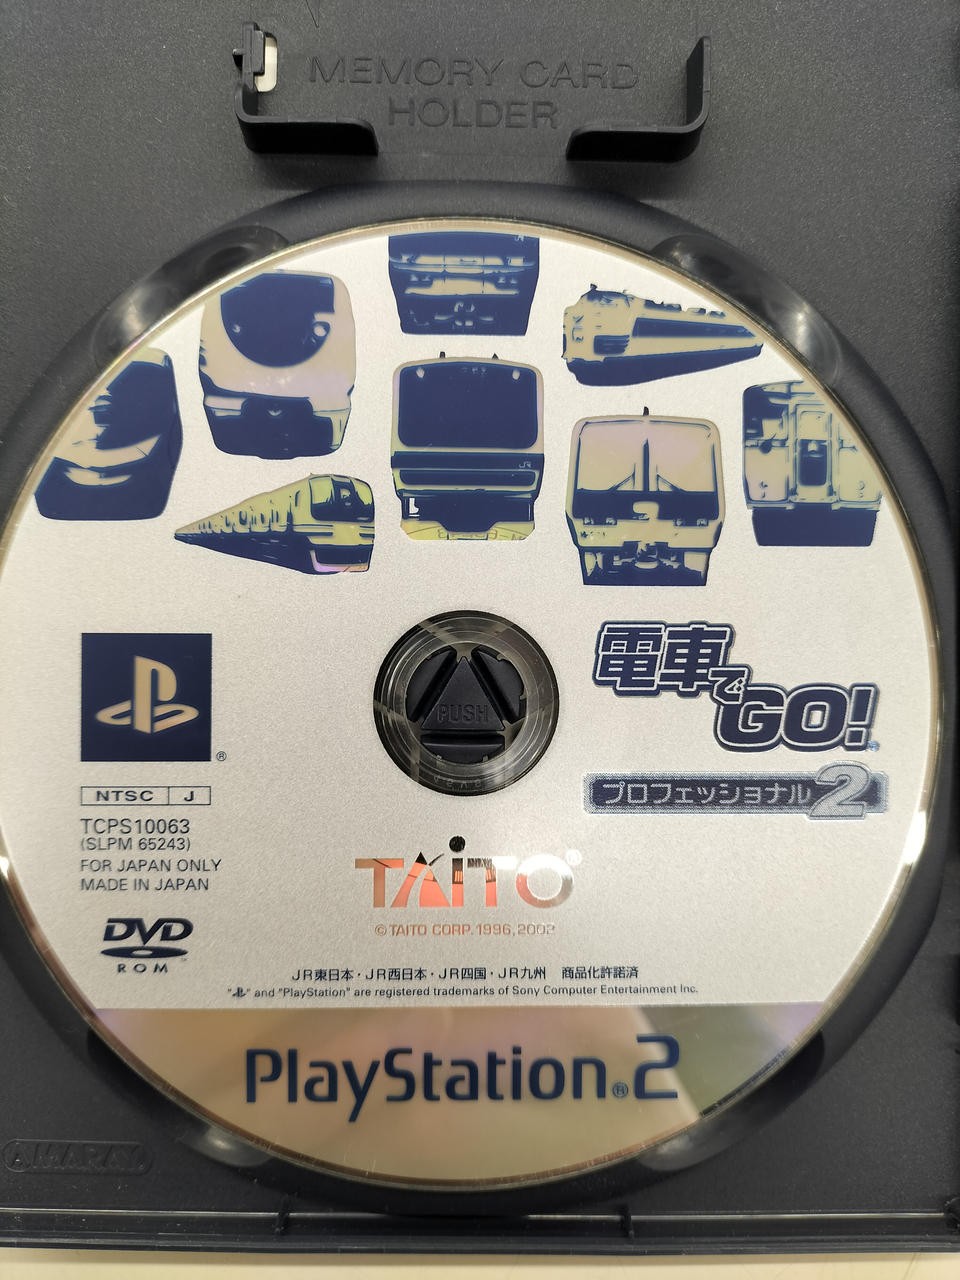 MEMORY CARD
HOLDER
JR
電車でGO!
プロフェッショナル2
PUSH
®
NTSC J
TCPS10063
(SLPM 65243)
FOR JAPAN ONLY
MADE IN JAPAN
DVD
ROM
TAITO®
© TAITO CORP. 1996, 2002
JR東日本・JR西日本・JR四国・JR九州 商品化許諾済
" " and "PlayStation" are registered trademarks of Sony Computer Entertainment Inc.
PlayStation®2
AMARAY